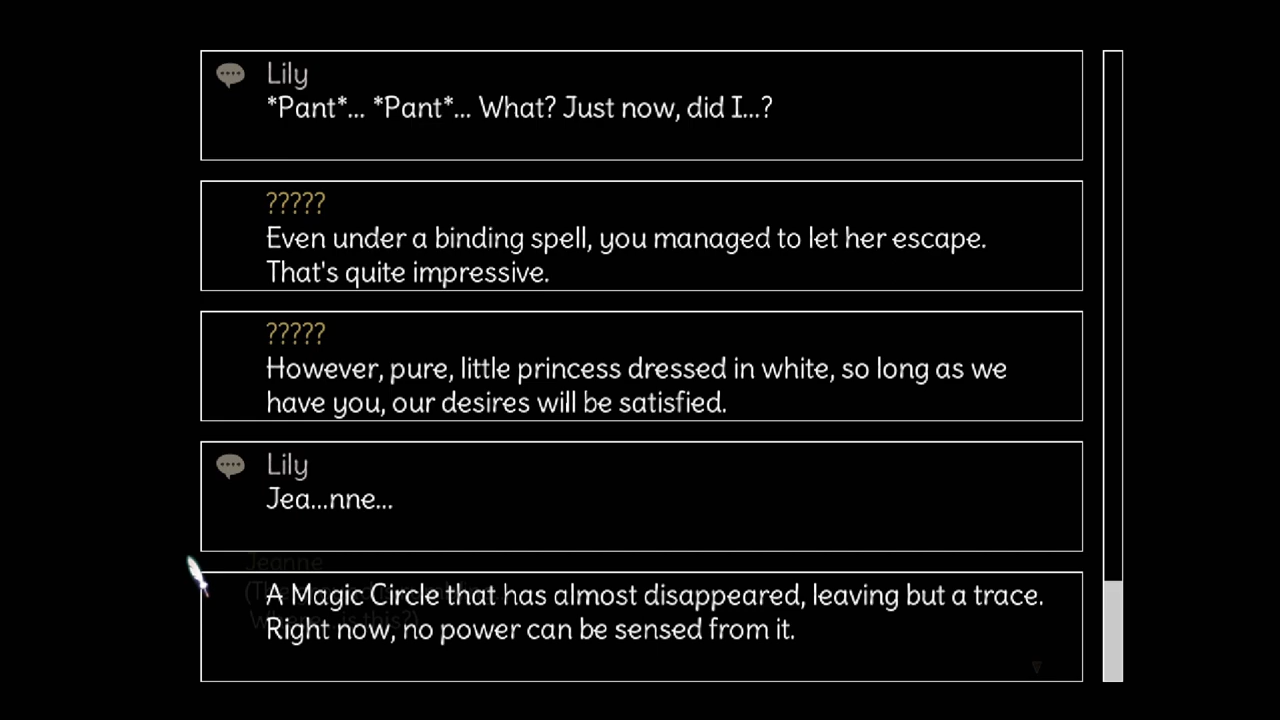 Lily
*Pant*... *Pant*... What? Just now, did I...?
?????
Even under a binding spell, you managed to let her escape.
That's quite impressive.
?????
However, pure, little princess dressed in white, so long as we
have you, our desires will be satisfied.
Lily
Jea...nne...
Jeanne
A Magic Circle that has almost disappeared, leaving but a trace.
Right now, no power can be sensed from it.